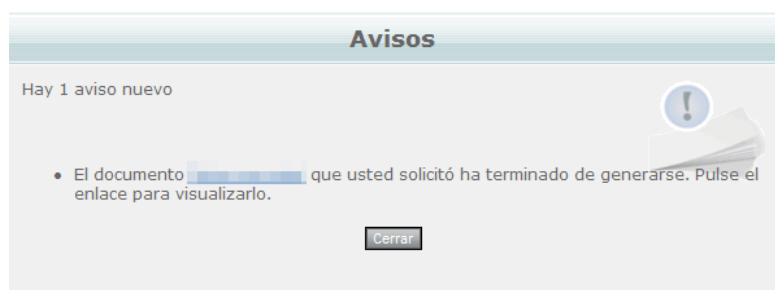 Avisos
Hay 1 aviso nuevo
• El documento que usted solicitó ha terminado de generarse. Pulse el
enlace para visualizarlo.
Cerrar